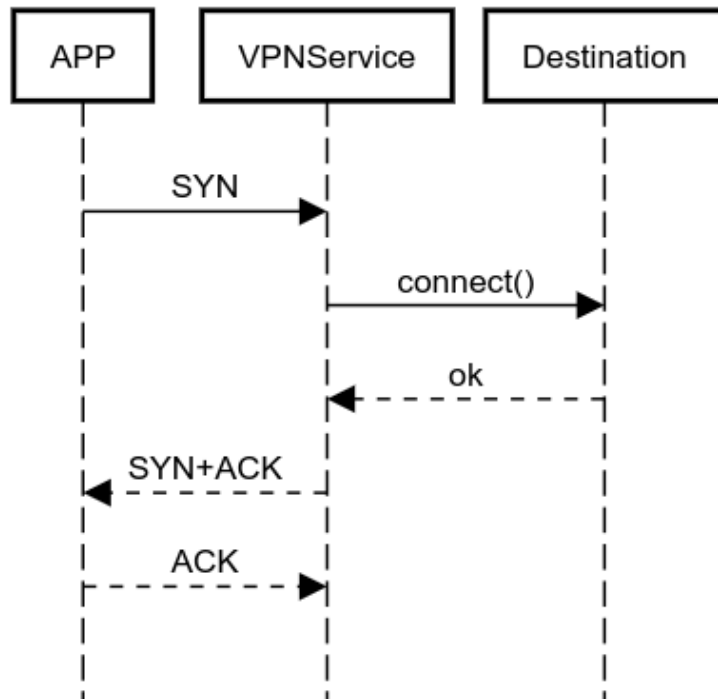 APP
VPNService
Destination
SYN
connect()
ok
SYN+ACK
ACK